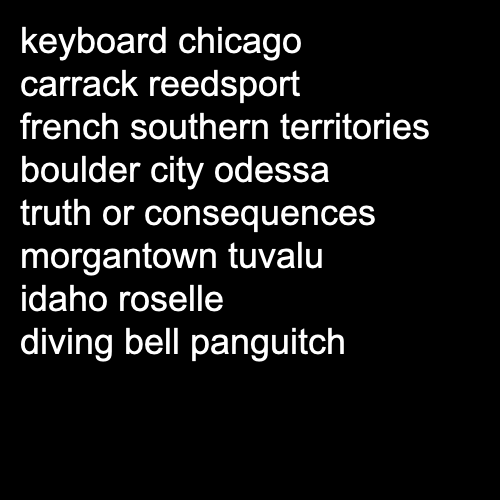 keyboard chicago
carrack reedsport
french southern territories
boulder city odessa
truth or consequences
morgantown tuvalu
idaho roselle
diving bell panguitch